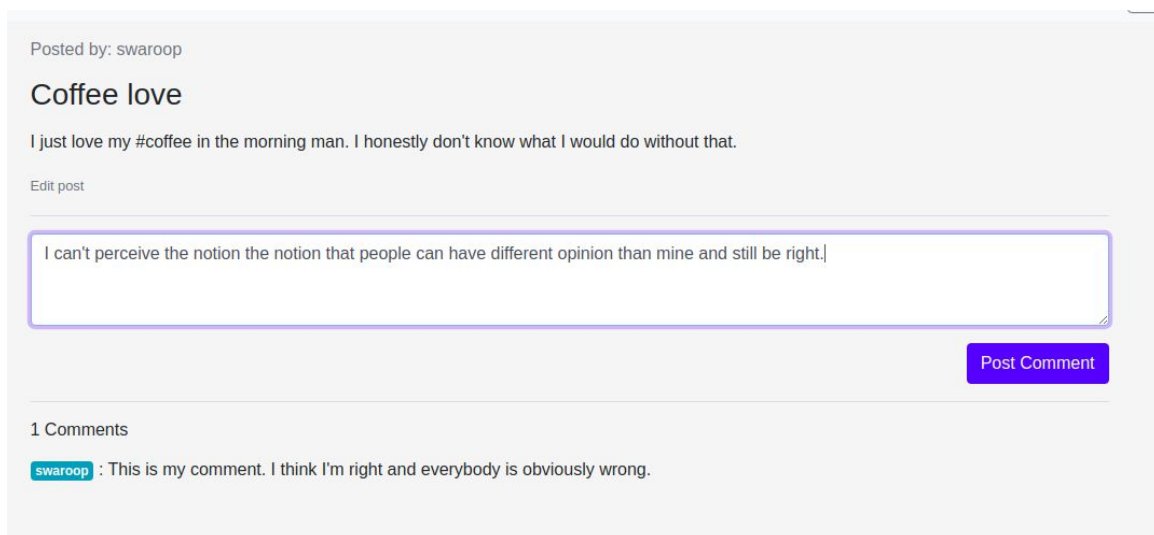 Posted by: swaroop
Coffee love
I just love my #coffee in the morning man. I honestly don't know what I would do without that.
Edit post
I can't perceive the notion the notion that people can have different opinion than mine and still be right.
Post Comment
1 Comments
swaroop : This is my comment. I think I'm right and everybody is obviously wrong.